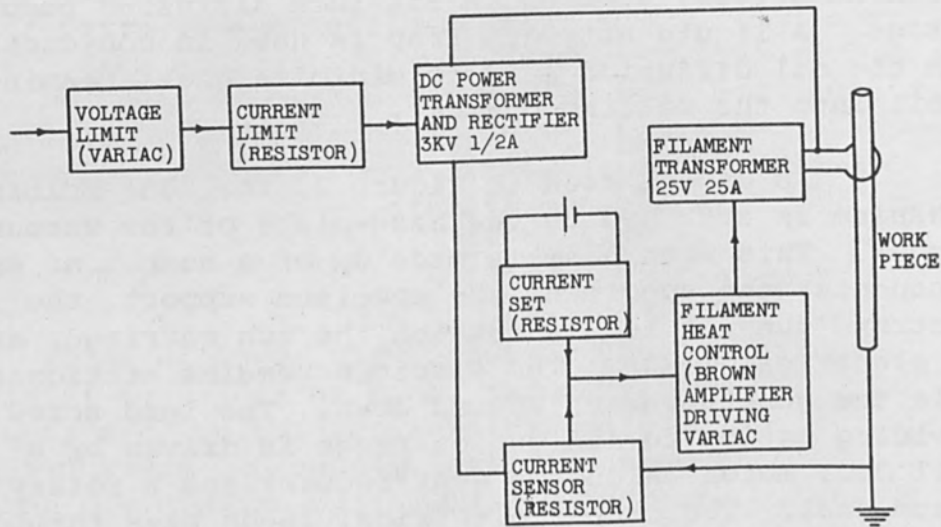 VOLTAGE
LIMIT
(VARIAC)
CURRENT
LIMIT
(RESISTOR)
DC POWER
TRANSFORMER
AND RECTIFIER
3KV 1/2A
FILAMENT
TRANSFORMER
25V 25A
WORK
PIECE
CURRENT
SET
(RESISTOR)
FILAMENT
HEAT
CONTROL
(BROWN
AMPLIFIER
DRIVING
VARIAC
CURRENT
SENSOR
(RESISTOR)